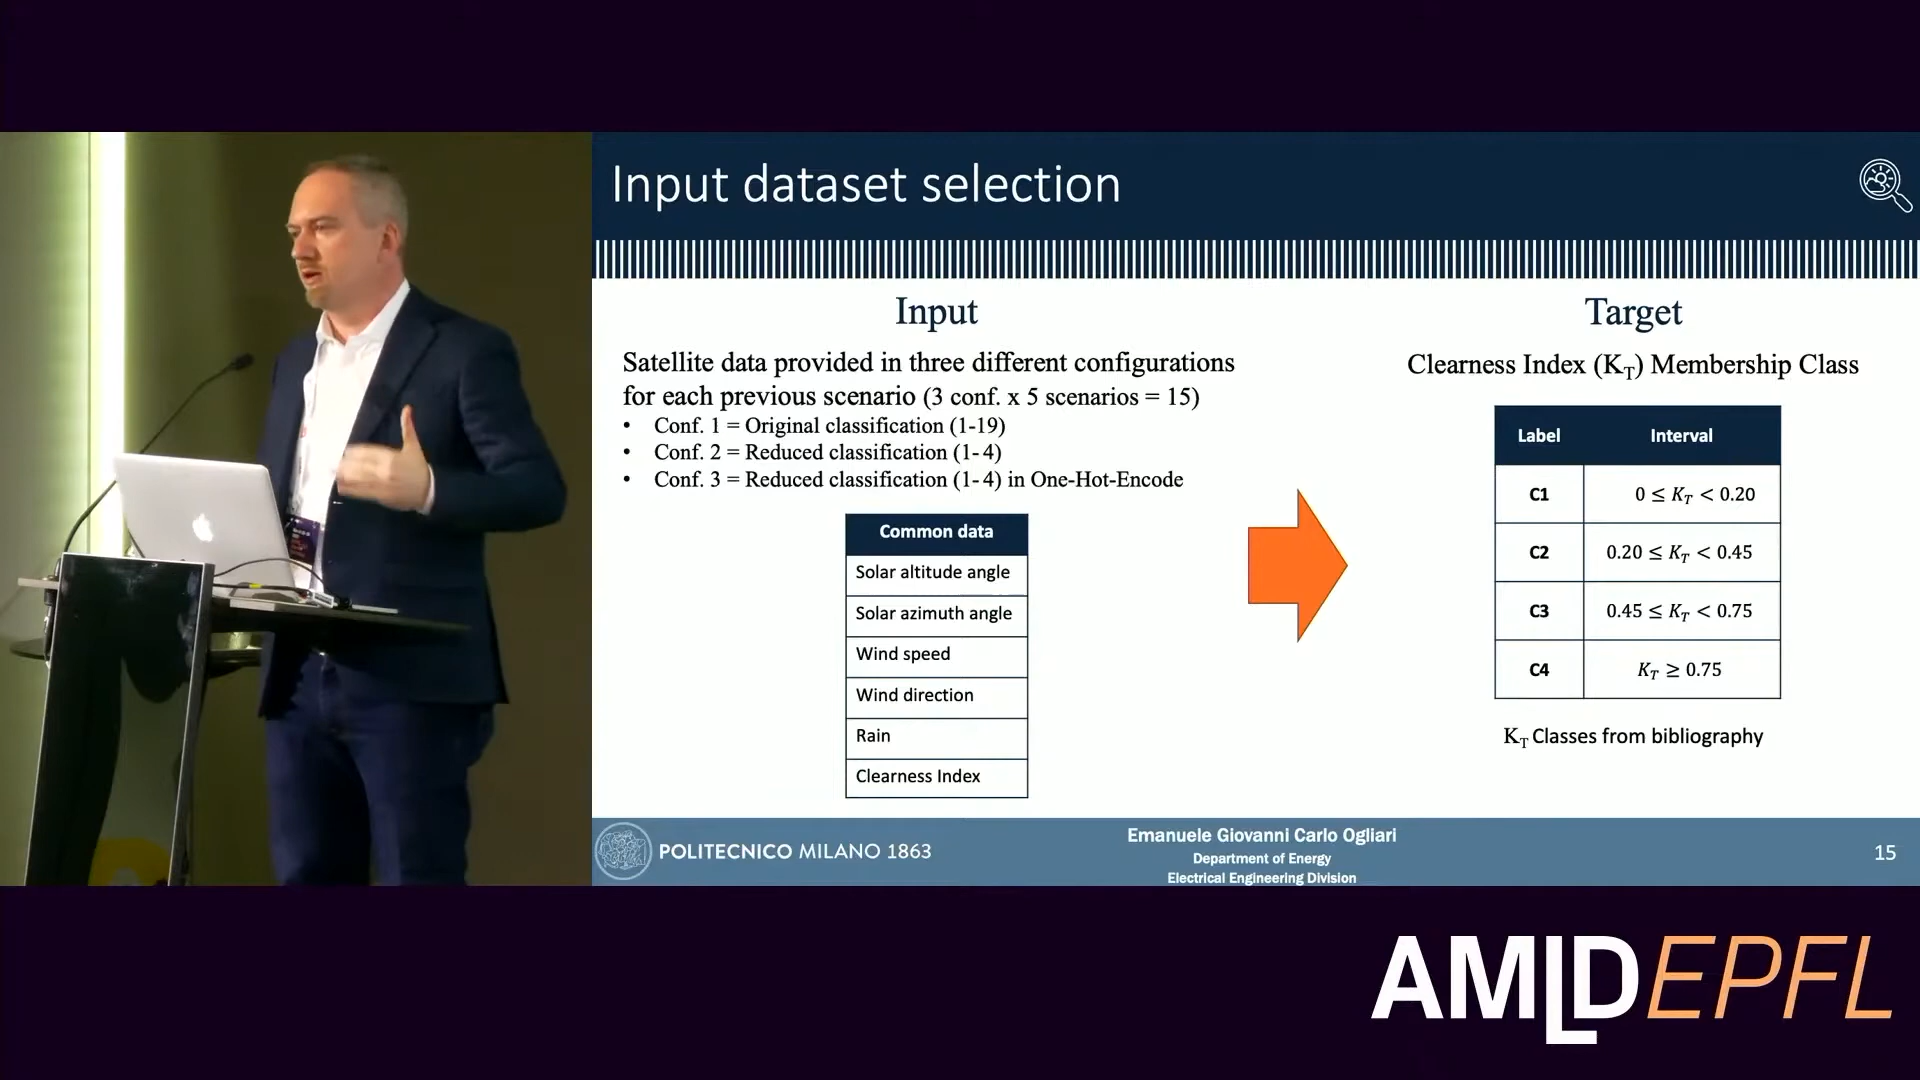 Input dataset selection
Input
Satellite data provided in three different configurations
for each previous scenario (3 conf. x 5 scenarios = 15)
• Conf. 1 = Original classification (1-19)
• Conf. 2 = Reduced classification (1- 4)
• Conf. 3 = Reduced classification (1- 4) in One-Hot-Encode
Common data
Solar altitude angle
Solar azimuth angle
Wind speed
Wind direction
Rain
Clearness Index
Target
Clearness Index (K_T) Membership Class
Label Interval
C1 0 ≤ K_T < 0.20
C2 0.20 ≤ K_T < 0.45
C3 0.45 ≤ K_T < 0.75
C4 K_T ≥ 0.75
K_T Classes from bibliography
POLITECNICO MILANO 1863
Emanuele Giovanni Carlo Ogliari
Department of Energy
Electrical Engineering Division
15
AMLD EPFL